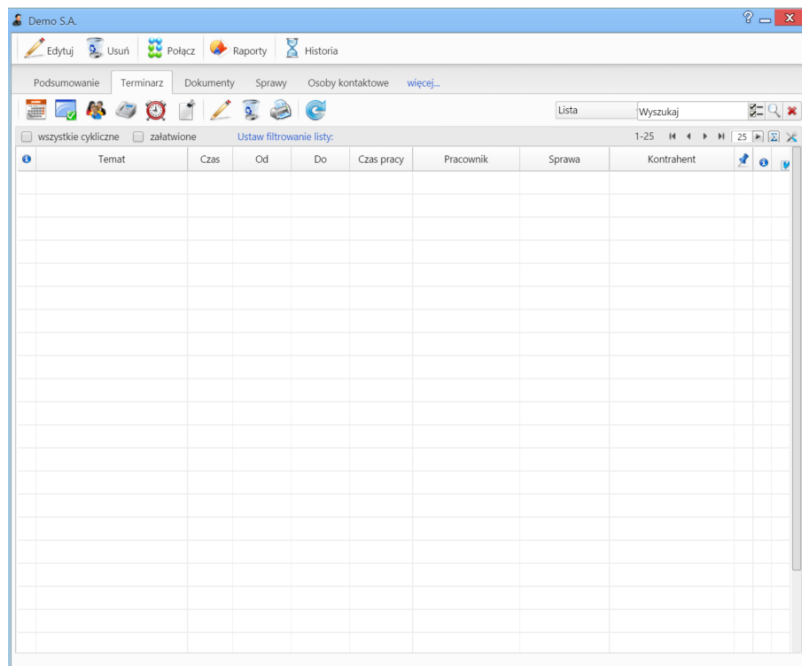 Demo S.A.
Edytuj Usuń Połącz Raporty Historia
Podsumowanie Terminarz Dokumenty Sprawy Osoby kontaktowe więcej...
Lista Wyszukaj
wszystkie cykliczne załatwione Ustaw filtrowanie listy: 1-25 25
Temat Czas Od Do Czas pracy Pracownik Sprawa Kontrahent